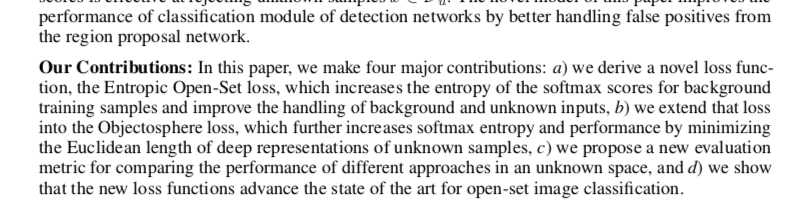 performance of classification module of detection networks by better handling false positives from
the region proposal network.
Our Contributions: In this paper, we make four major contributions: a) we derive a novel loss func-
tion, the Entropic Open-Set loss, which increases the entropy of the softmax scores for background
training samples and improve the handling of background and unknown inputs, b) we extend that loss
into the Objectosphere loss, which further increases softmax entropy and performance by minimizing
the Euclidean length of deep representations of unknown samples, c) we propose a new evaluation
metric for comparing the performance of different approaches in an unknown space, and d) we show
that the new loss functions advance the state of the art for open-set image classification.